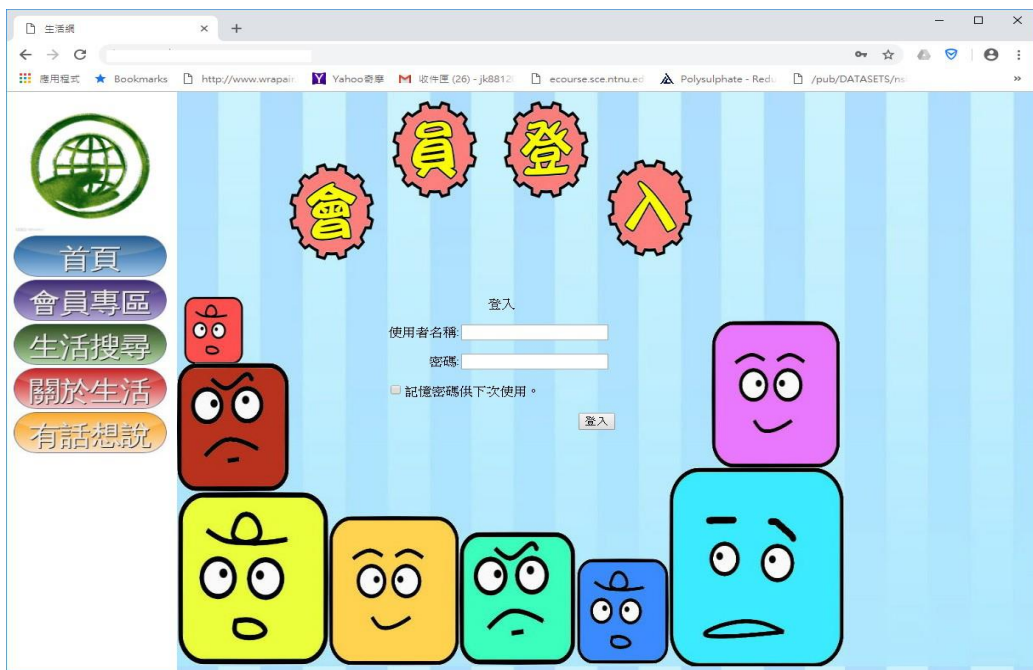 生活網
應用程式 Bookmarks http://www.wrapair Yahoo奇摩 收件匣 (26) - jk8812 ecourse.sce.ntnu.ed Polysulphate - Redu /pub/DATASETS/ns »
會員登入
首頁
會員專區
生活搜尋
關於生活
有話想說
登入
使用者名稱:
密碼:
記憶密碼供下次使用。
登入